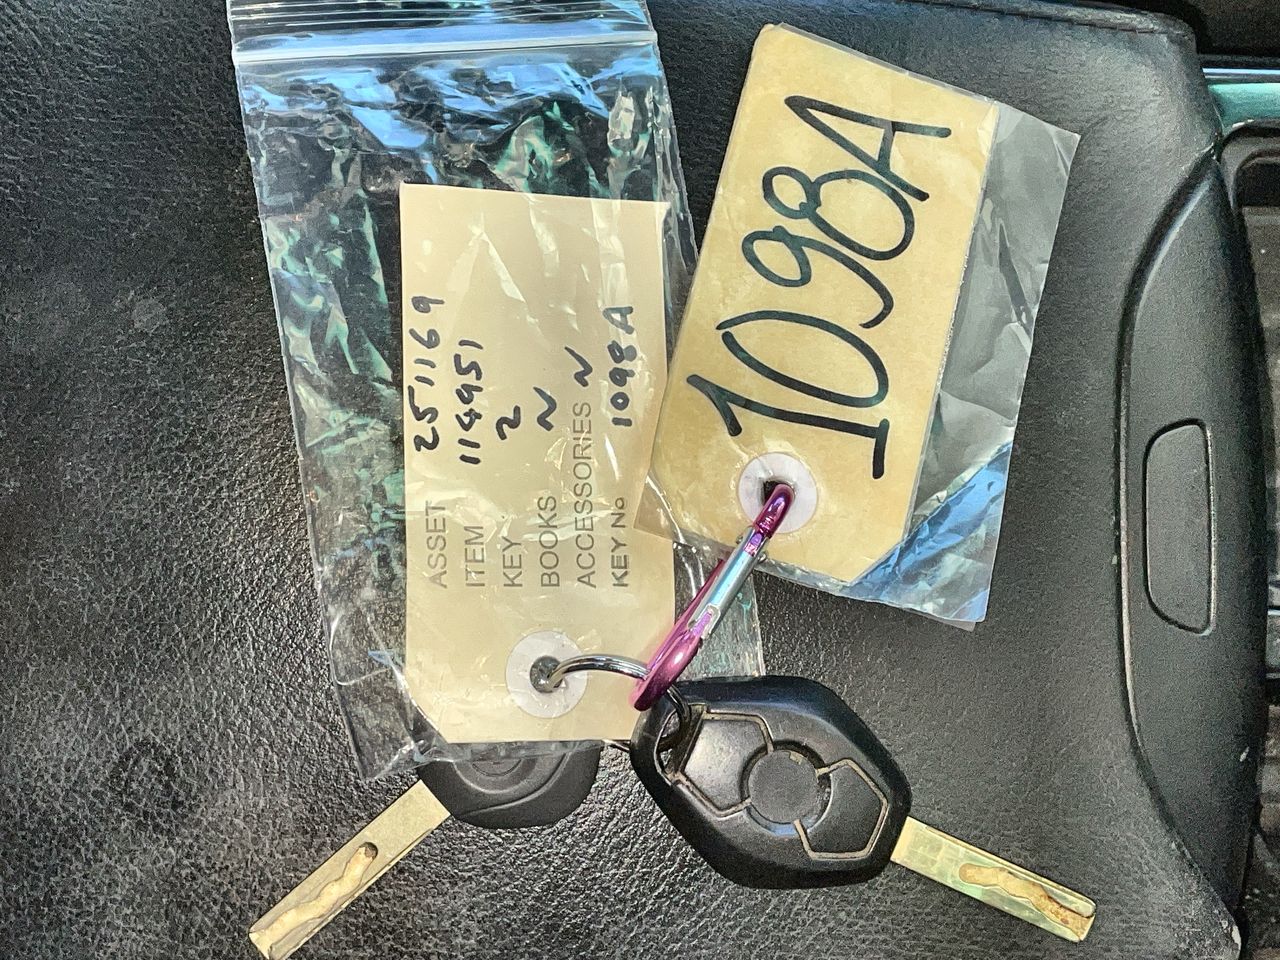 ASSET 251169
ITEM 114951
KEY 2
BOOKS N
ACCESSORIES N
KEY No 1098A
1098A